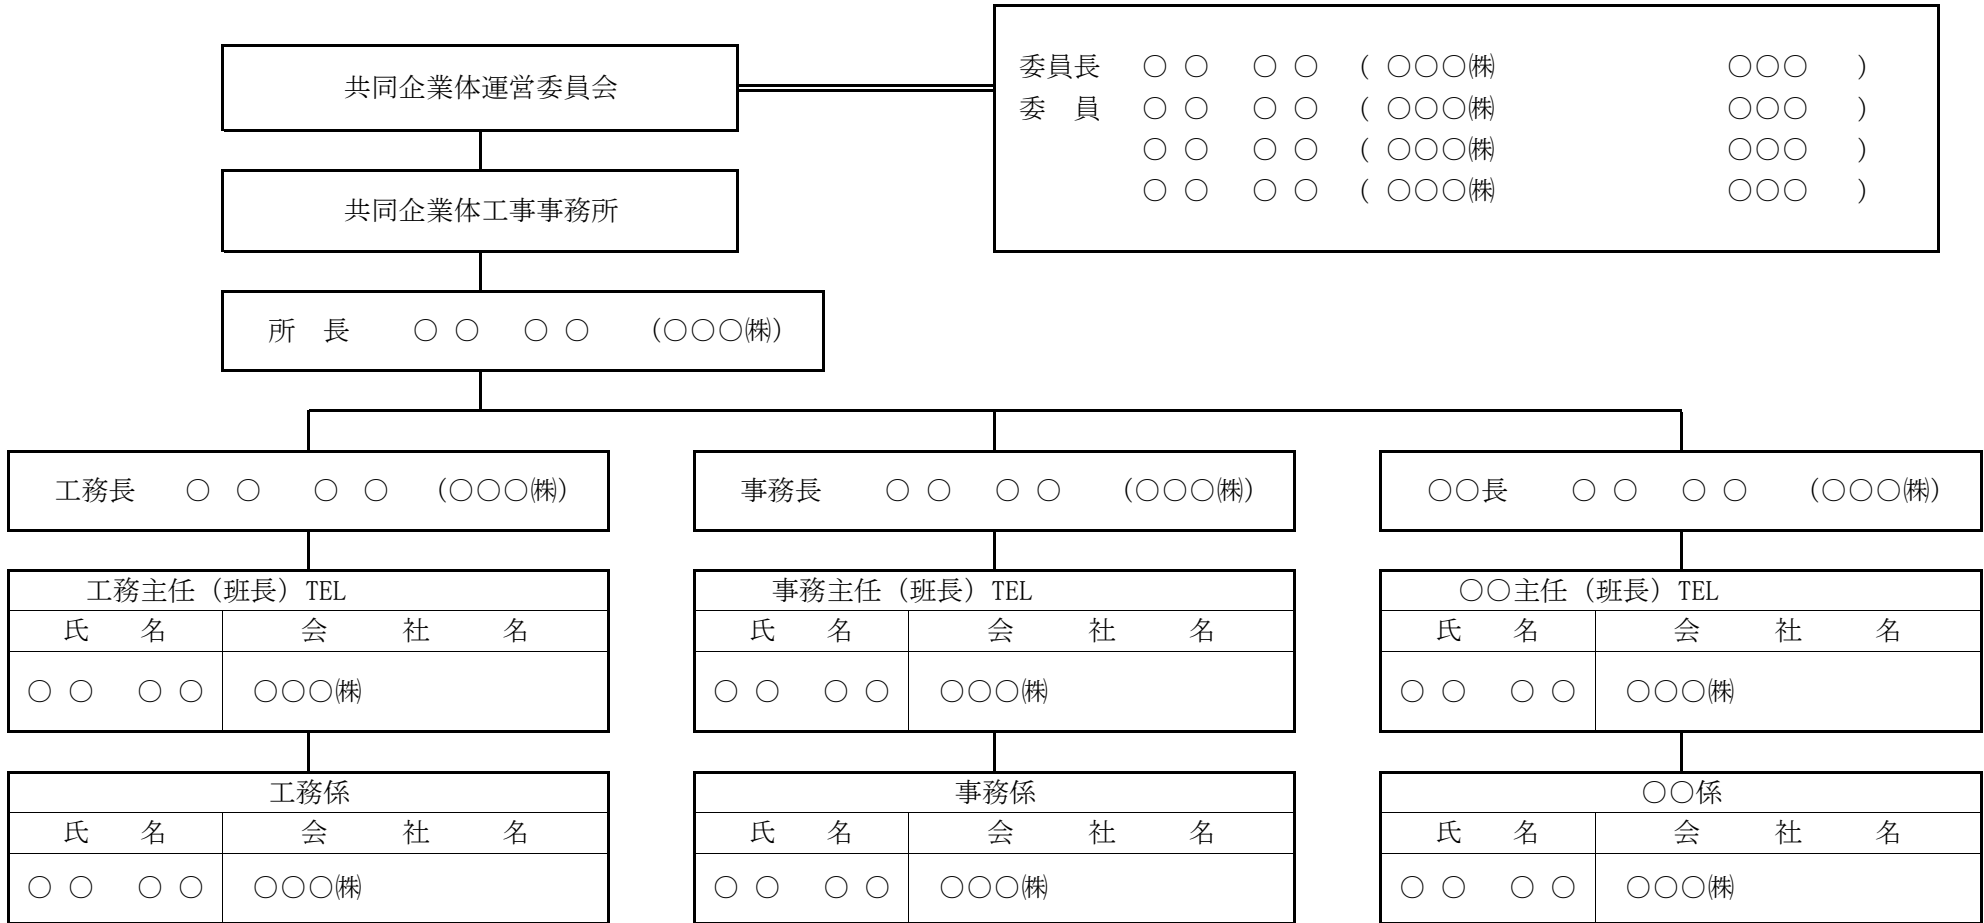 共同企業体運営委員会
委員長 ○ ○ ○ ○ ( ○○○㈱ ○○○ )
委 員 ○ ○ ○ ○ ( ○○○㈱ ○○○ )
○ ○ ○ ○ ( ○○○㈱ ○○○ )
○ ○ ○ ○ ( ○○○㈱ ○○○ )
共同企業体工事事務所
所 長 ○ ○ ○ ○ (○○○㈱)
工務長 ○ ○ ○ ○ (○○○㈱)
事務長 ○ ○ ○ ○ (○○○㈱)
○○長 ○ ○ ○ ○ (○○○㈱)
工務主任（班長）TEL
氏 名 会 社 名
○ ○ ○ ○ ○○○㈱
事務主任（班長）TEL
氏 名 会 社 名
○ ○ ○ ○ ○○○㈱
○○主任（班長）TEL
氏 名 会 社 名
○ ○ ○ ○ ○○○㈱
工務係
氏 名 会 社 名
○ ○ ○ ○ ○○○㈱
事務係
氏 名 会 社 名
○ ○ ○ ○ ○○○㈱
○○係
氏 名 会 社 名
○ ○ ○ ○ ○○○㈱